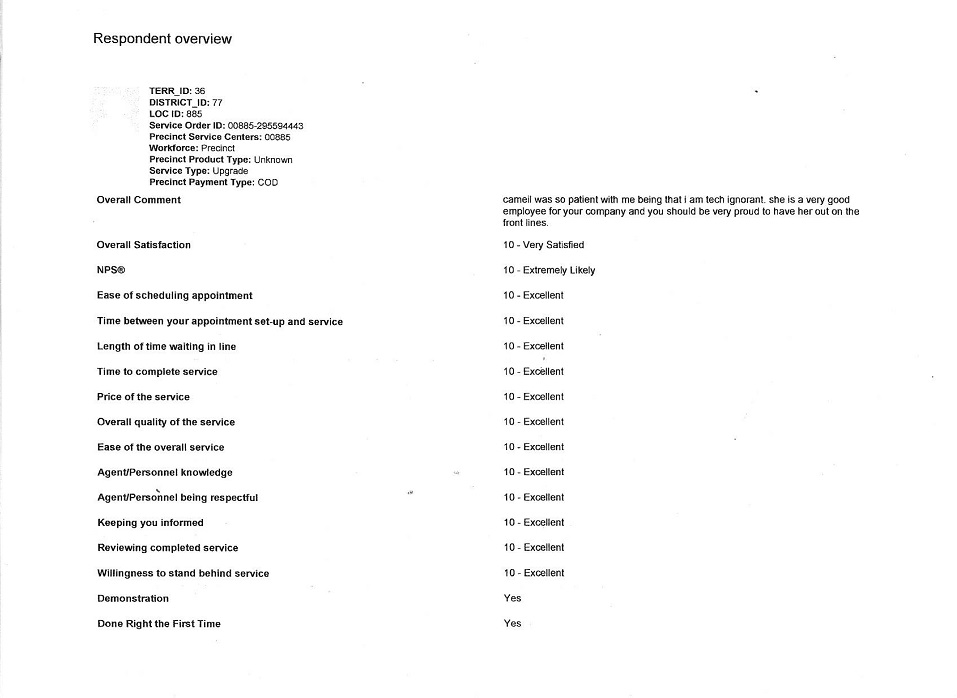 Respondent overview
TERR_ID: 36
DISTRICT_ID: 77
LOC ID: 885
Service Order ID: 00885-295594443
Precinct Service Centers: 00885
Workforce: Precinct
Precinct Product Type: Unknown
Service Type: Upgrade
Precinct Payment Type: COD
Overall Comment
cameil was so patient with me being that i am tech ignorant. she is a very good
employee for your company and you should be very proud to have her out on the
front lines.
Overall Satisfaction 10 - Very Satisfied
NPS® 10 - Extremely Likely
Ease of scheduling appointment 10 - Excellent
Time between your appointment set-up and service 10 - Excellent
Length of time waiting in line 10 - Excellent
Time to complete service 10 - Excellent
Price of the service 10 - Excellent
Overall quality of the service 10 - Excellent
Ease of the overall service 10 - Excellent
Agent/Personnel knowledge 10 - Excellent
Agent/Personnel being respectful 10 - Excellent
Keeping you informed 10 - Excellent
Reviewing completed service 10 - Excellent
Willingness to stand behind service 10 - Excellent
Demonstration Yes
Done Right the First Time Yes